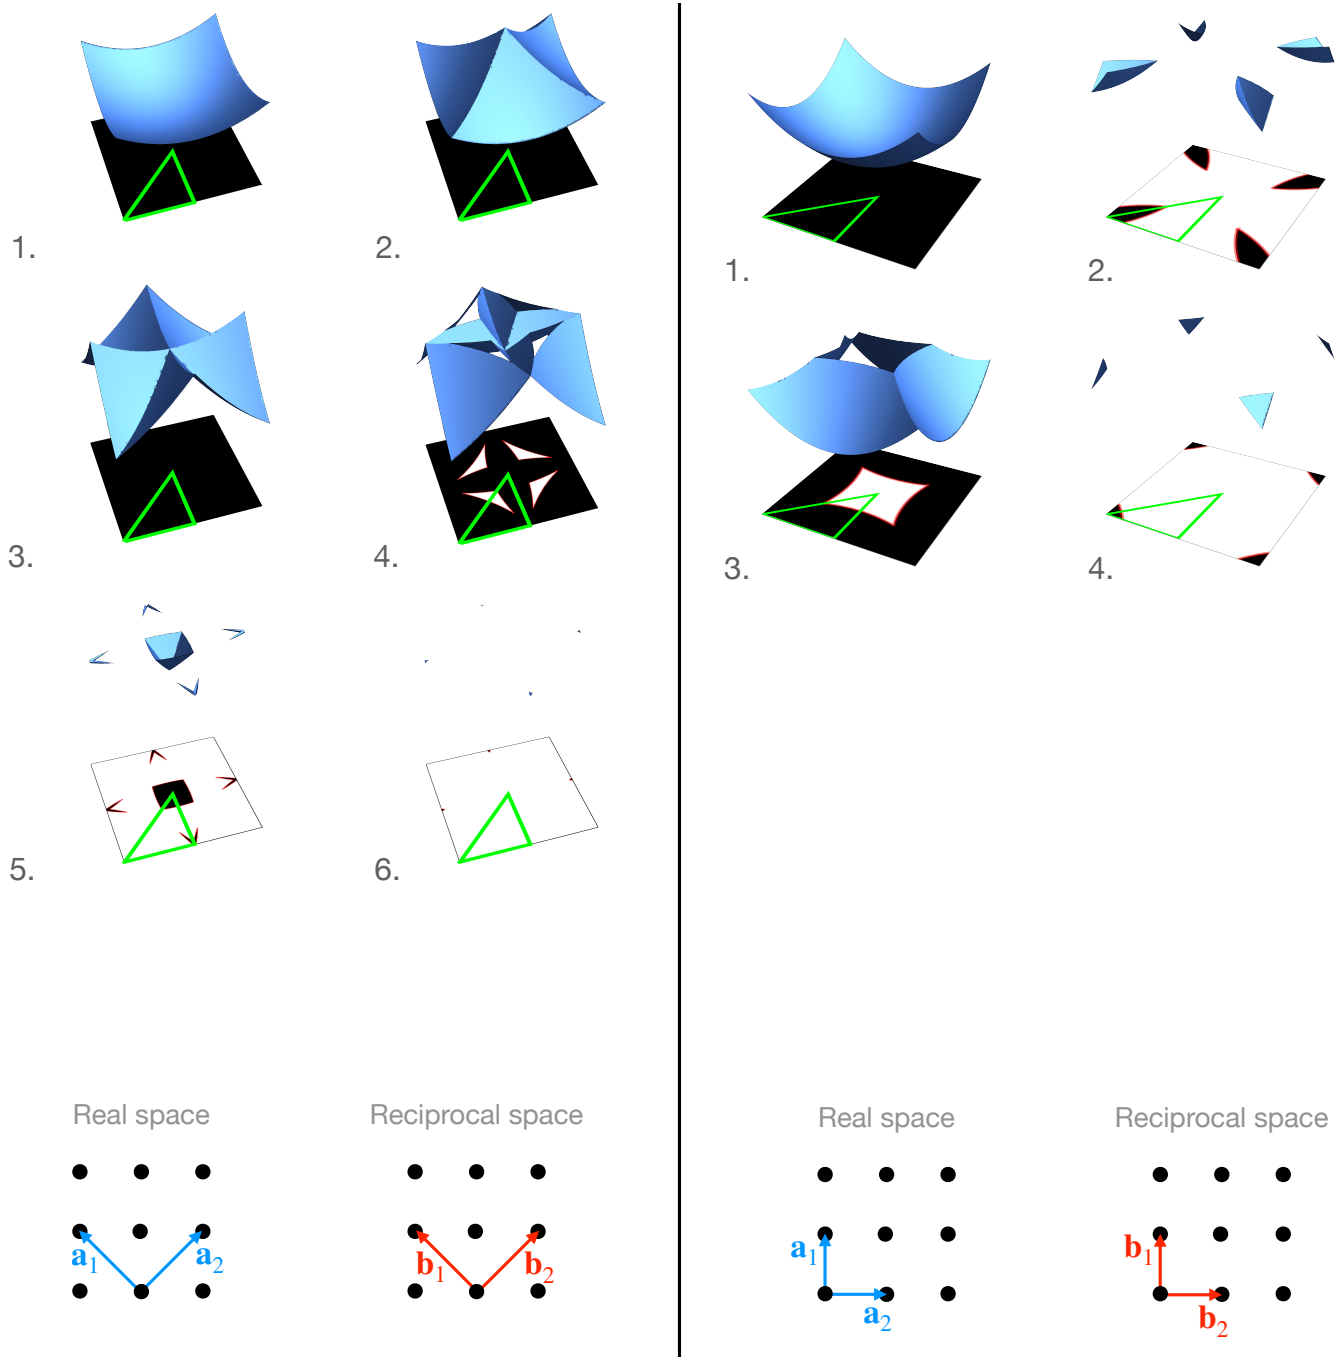 1.
2.
3.
4.
5.
6.
Real space
Reciprocal space
a1
a2
b1
b2
1.
2.
3.
4.
Real space
Reciprocal space
a1
a2
b1
b2